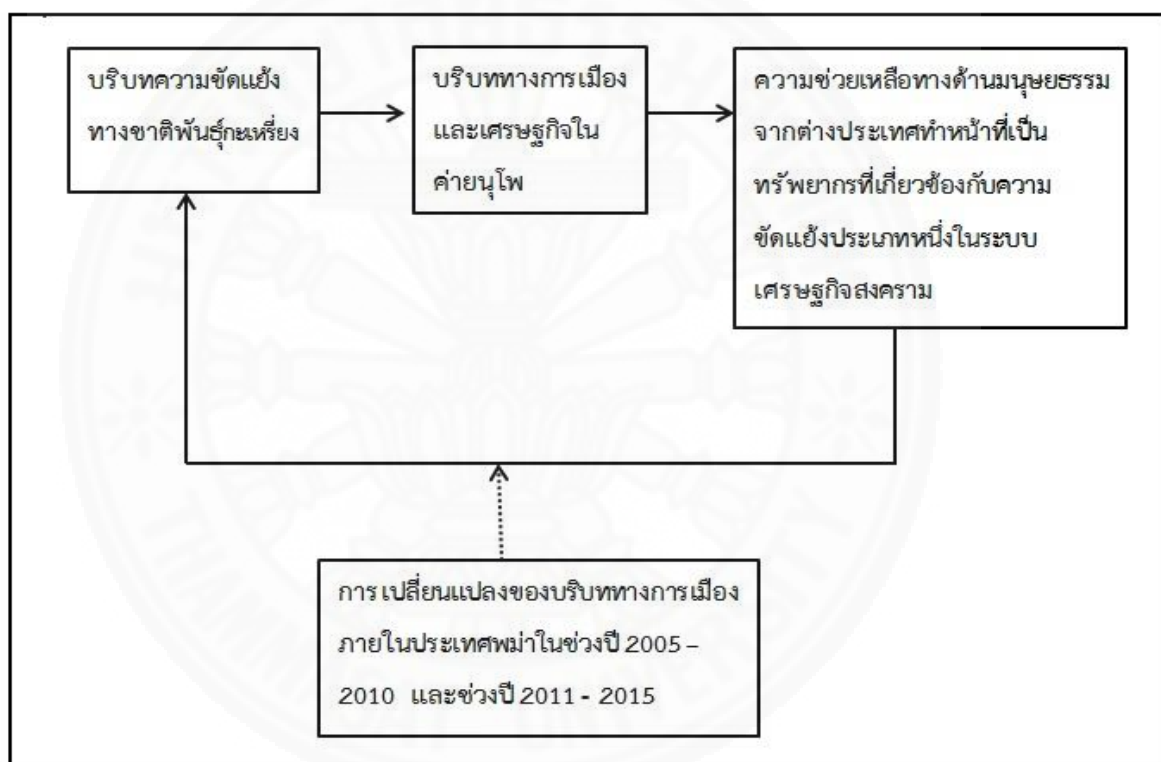 บริบทความขัดแย้ง
ทางชาติพันธุ์กะเหรี่ยง
บริบททางการเมือง
และเศรษฐกิจใน
ค่ายนุโพ
ความช่วยเหลือทางด้านมนุษยธรรม
จากต่างประเทศทำหน้าที่เป็น
ทรัพยากรที่เกี่ยวข้องกับความ
ขัดแย้งประเภทหนึ่งในระบบ
เศรษฐกิจสงคราม
การเปลี่ยนแปลงของบริบททางการเมือง
ภายในประเทศพม่าในช่วงปี 2005 –
2010 และช่วงปี 2011 - 2015